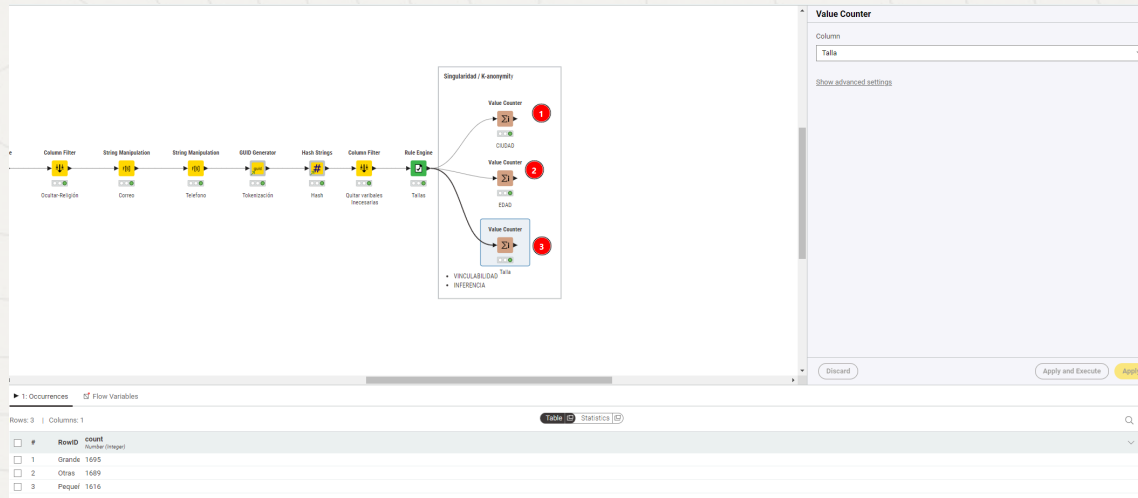 Value Counter
Column
Talla
Show advanced settings
Singularidad / K-anonymity
Value Counter
1
CIUDAD
Value Counter
2
EDAD
Value Counter
3
Talla
• VINCULABILIDAD
• INFERENCIA
e
Column Filter
String Manipulation
String Manipulation
GUID Generator
Hash Strings
Column Filter
Rule Engine
Ocultar-Religión
Correo
Telefono
Tokenización
Hash
Quitar varibales
Inecesarias
Tallas
Discard
Apply and Execute
Apply
1: Occurrences
Flow Variables
Rows: 3 | Columns: 1
Table
Statistics
# RowID count
Number (Integer)
1 Grande 1695
2 Otras 1689
3 Pequeñ 1616